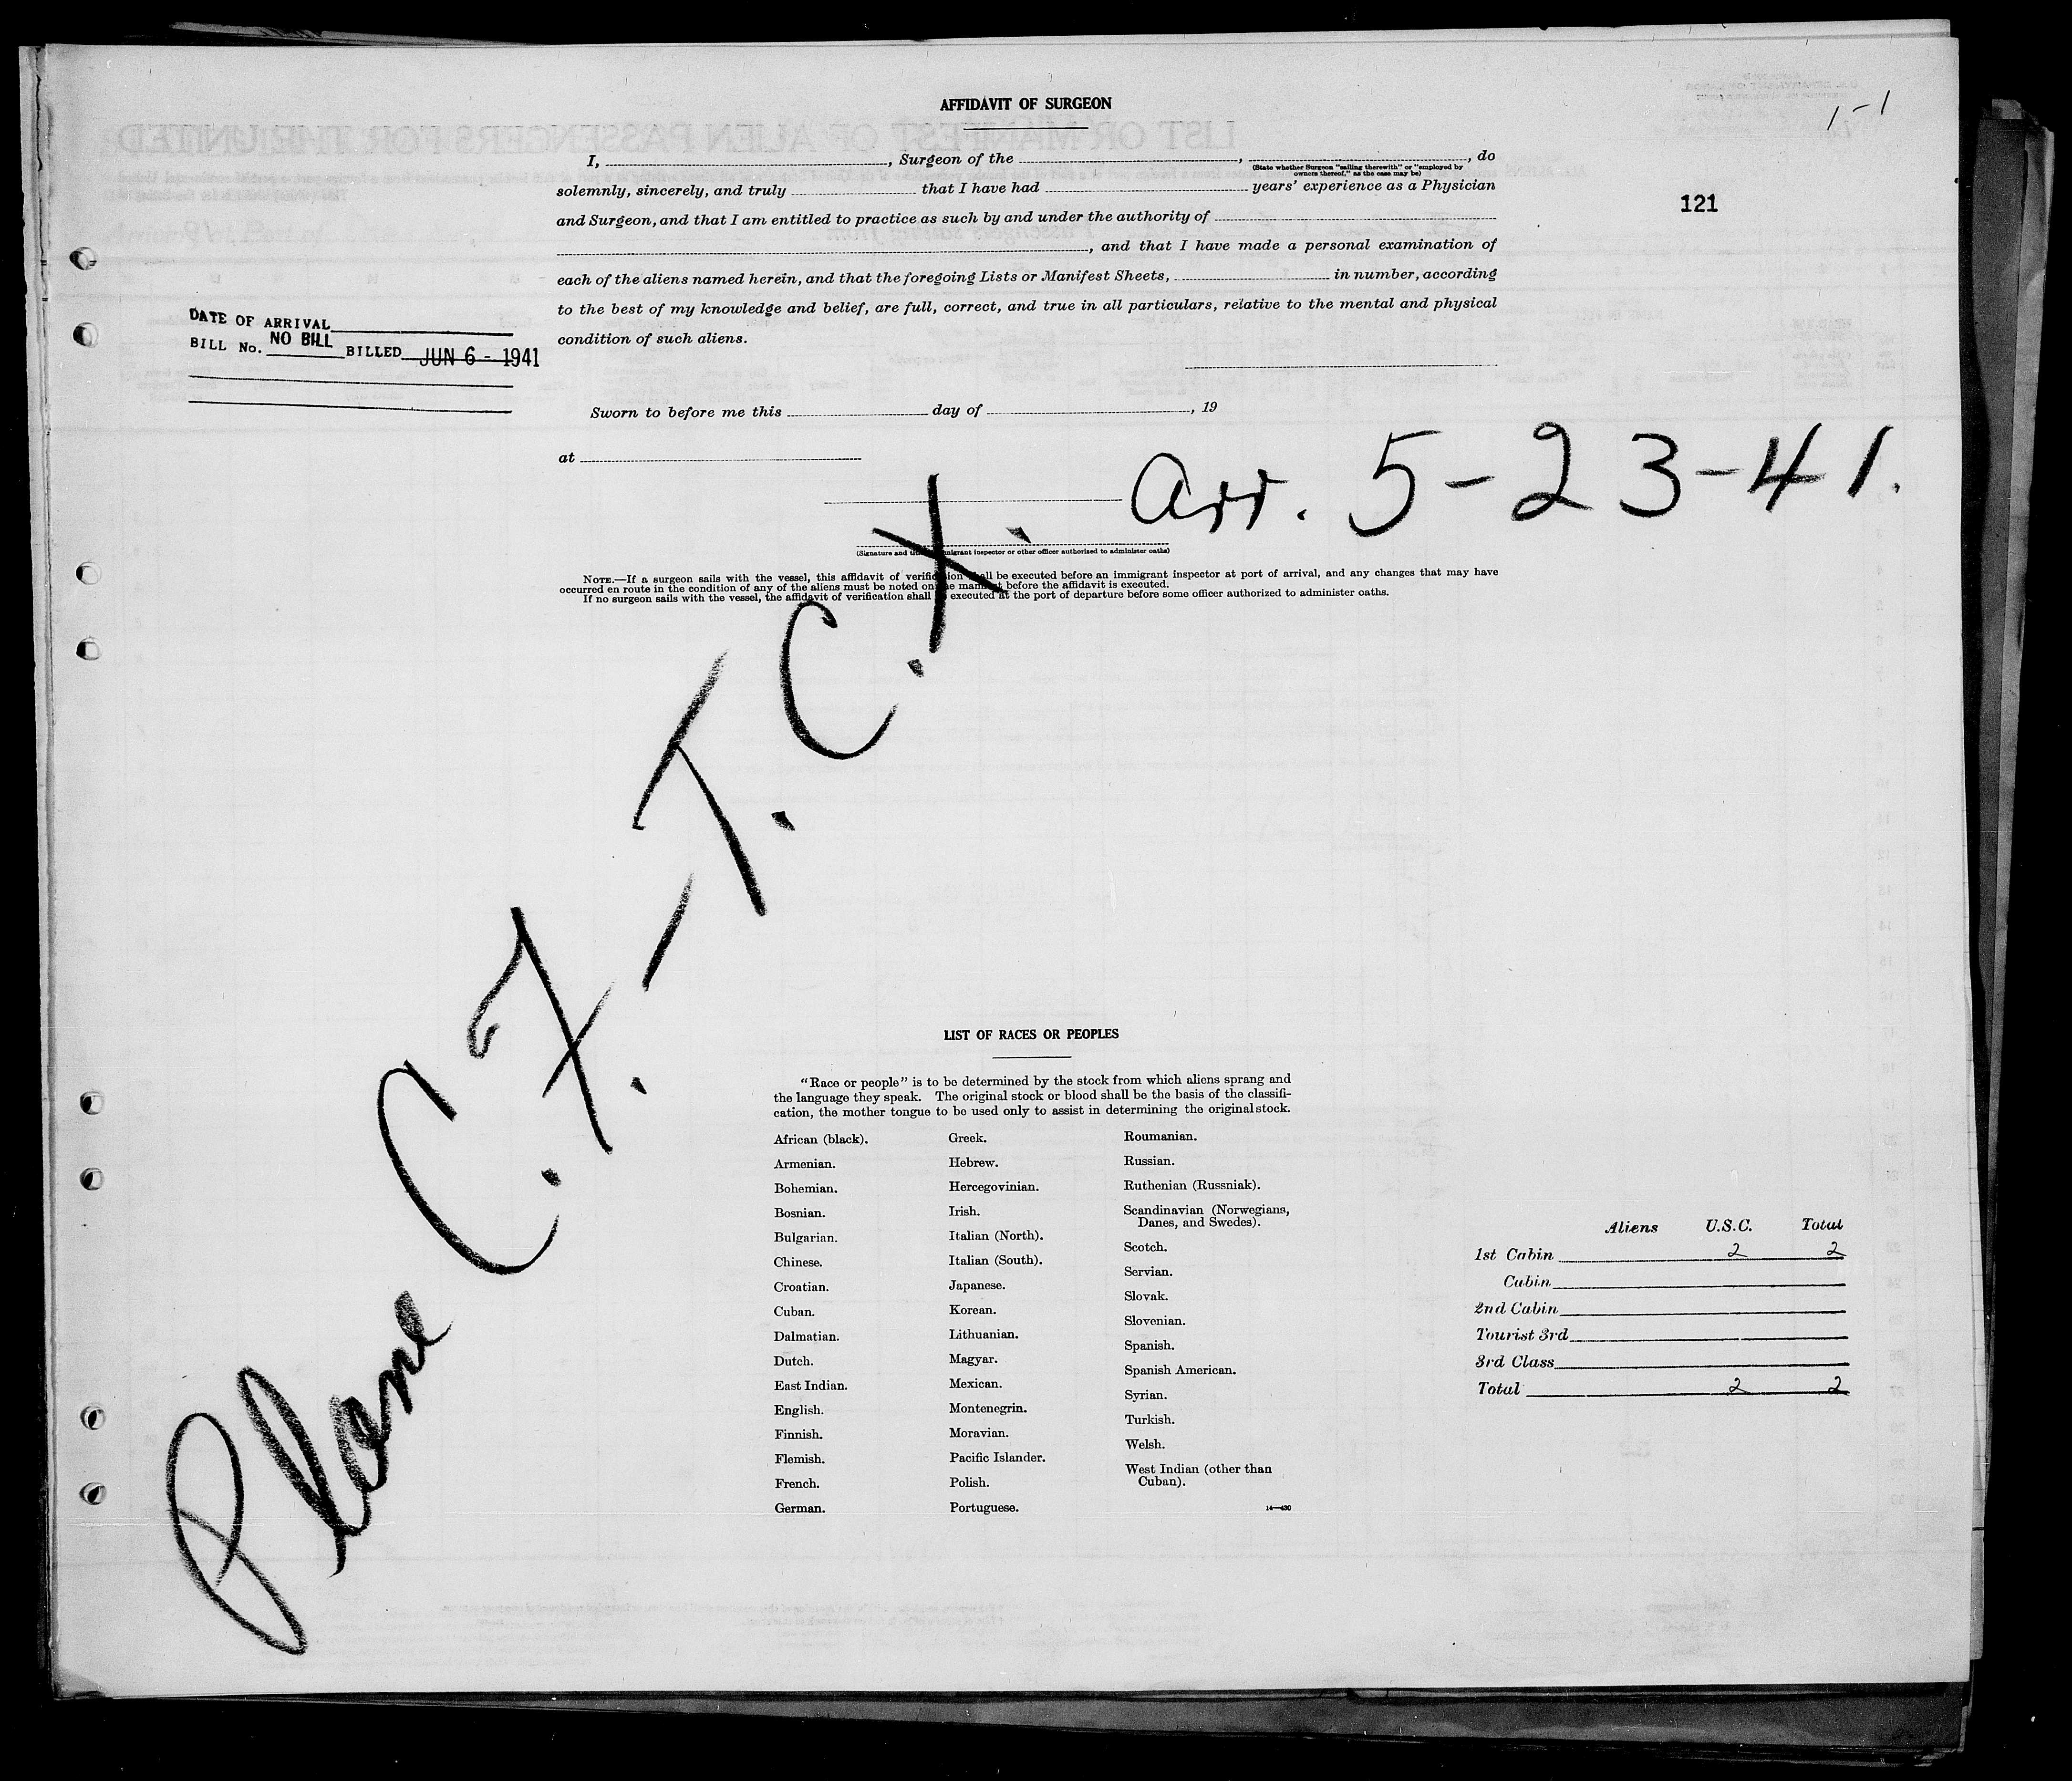 1-1
121
AFFIDAVIT OF SURGEON
I, , Surgeon of the , , do
(State whether Surgeon "sailing therewith" or "employed by
owners thereof," as the case may be)
solemnly, sincerely, and truly that I have had years' experience as a Physician
and Surgeon, and that I am entitled to practice as such by and under the authority of
, and that I have made a personal examination of
each of the aliens named herein, and that the foregoing Lists or Manifest Sheets, in number, according
to the best of my knowledge and belief, are full, correct, and true in all particulars, relative to the mental and physical
condition of such aliens.
DATE OF ARRIVAL
BILL No. NO BILL BILLED JUN 6 - 1941
Sworn to before me this day of , 19
at
Arr. 5-23-41.
(Signature and immigrant inspector or other officer authorized to administer oaths)
NOTE.—If a surgeon sails with the vessel, this affidavit of verification shall be executed before an immigrant inspector at port of arrival, and any changes that may have
occurred en route in the condition of any of the aliens must be noted on the manifest before the affidavit is executed.
If no surgeon sails with the vessel, the affidavit of verification shall be executed at the port of departure before some officer authorized to administer oaths.
Plane C.F.-T.C.X.
LIST OF RACES OR PEOPLES
"Race or people" is to be determined by the stock from which aliens sprang and
the language they speak. The original stock or blood shall be the basis of the classifi-
cation, the mother tongue to be used only to assist in determining the original stock.
African (black).
Armenian.
Bohemian.
Bosnian.
Bulgarian.
Chinese.
Croatian.
Cuban.
Dalmatian.
Dutch.
East Indian.
English.
Finnish.
Flemish.
French.
German.
Greek.
Hebrew.
Hercegovinian.
Irish.
Italian (North).
Italian (South).
Japanese.
Korean.
Lithuanian.
Magyar.
Mexican.
Montenegrin.
Moravian.
Pacific Islander.
Polish.
Portuguese.
Roumanian.
Russian.
Ruthenian (Russniak).
Scandinavian (Norwegians,
Danes, and Swedes).
Scotch.
Servian.
Slovak.
Slovenian.
Spanish.
Spanish American.
Syrian.
Turkish.
Welsh.
West Indian (other than
Cuban).
14—430
Aliens U.S.C. Total
1st Cabin 2 2
Cabin
2nd Cabin
Tourist 3rd
3rd Class
Total 2 2